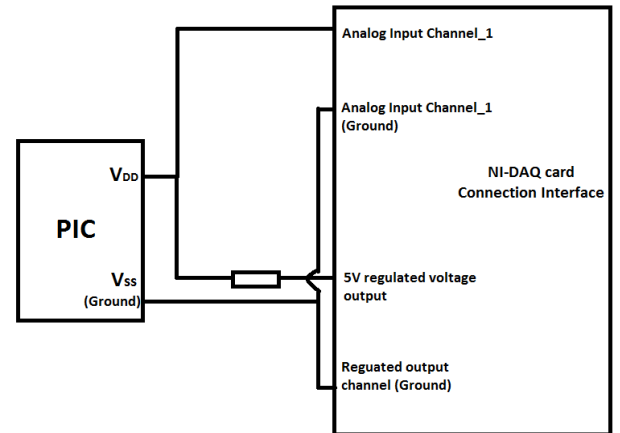 Analog Input Channel_1
Analog Input Channel_1
(Ground)
NI-DAQ card
Connection Interface
VDD
PIC
VSS
(Ground)
5V regulated voltage
output
Reguated output
channel (Ground)